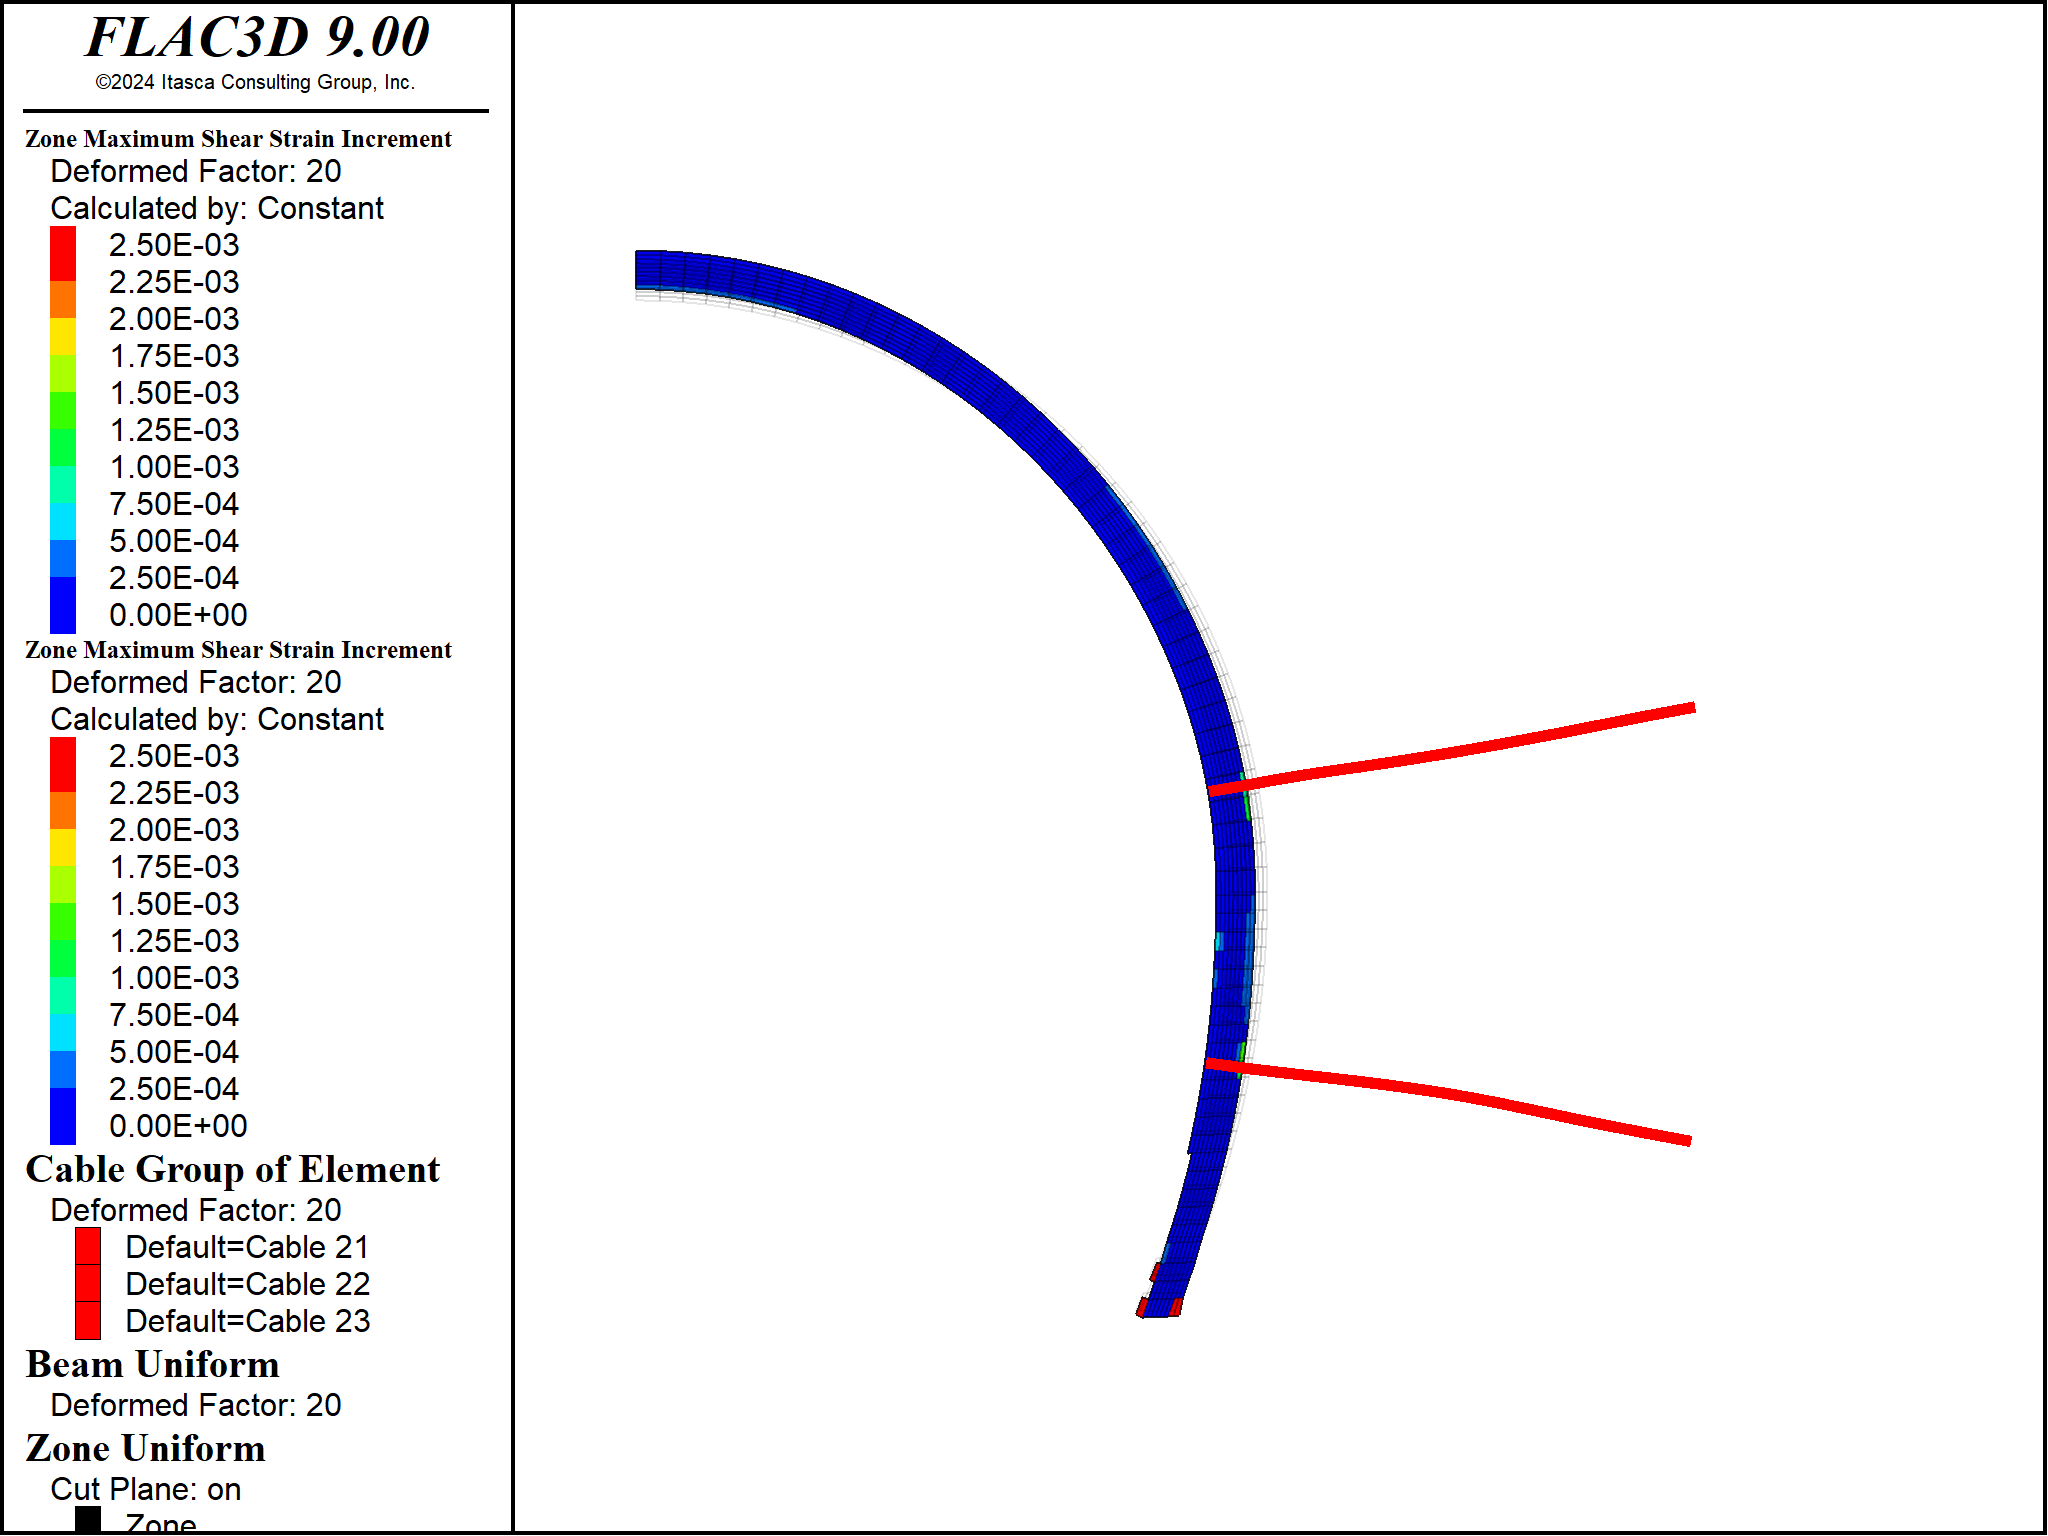 FLAC3D 9.00
©2024 Itasca Consulting Group, Inc.
Zone Maximum Shear Strain Increment
Deformed Factor: 20
Calculated by: Constant
2.50E-03
2.25E-03
2.00E-03
1.75E-03
1.50E-03
1.25E-03
1.00E-03
7.50E-04
5.00E-04
2.50E-04
0.00E+00
Zone Maximum Shear Strain Increment
Deformed Factor: 20
Calculated by: Constant
2.50E-03
2.25E-03
2.00E-03
1.75E-03
1.50E-03
1.25E-03
1.00E-03
7.50E-04
5.00E-04
2.50E-04
0.00E+00
Cable Group of Element
Deformed Factor: 20
Default=Cable 21
Default=Cable 22
Default=Cable 23
Beam Uniform
Deformed Factor: 20
Zone Uniform
Cut Plane: on
Zone